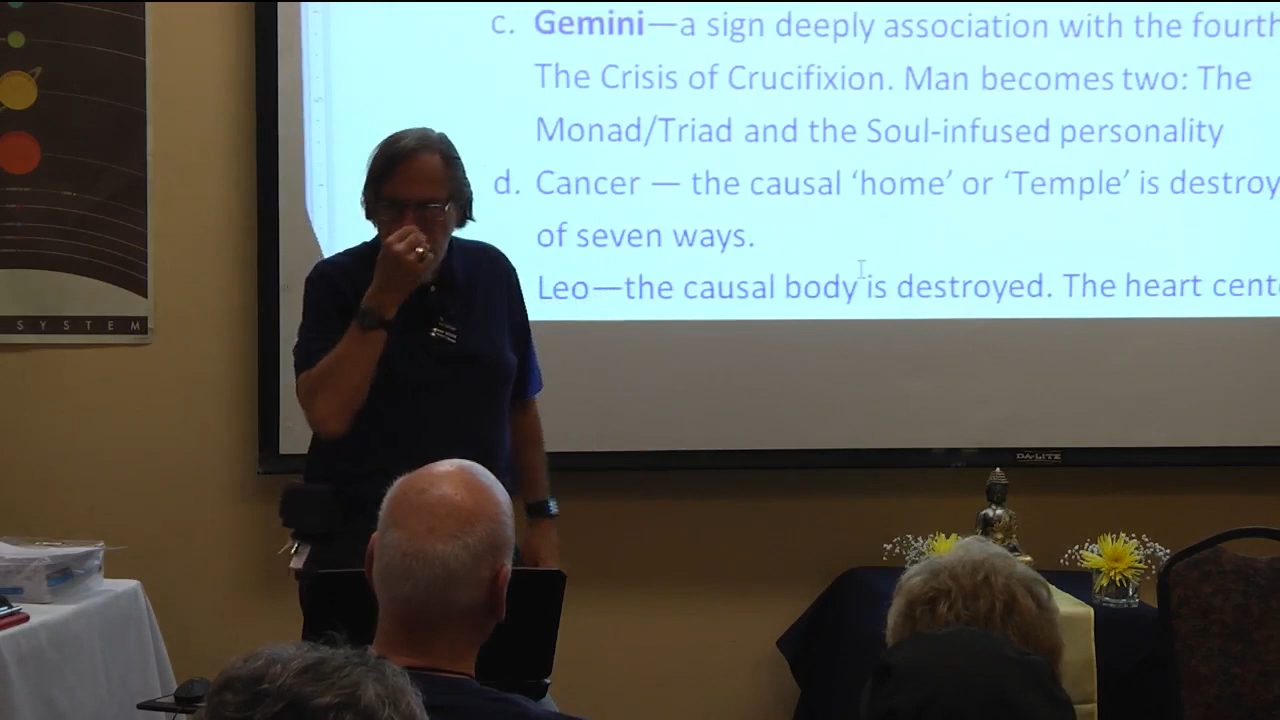 c. Gemini—a sign deeply association with the fourth
The Crisis of Crucifixion. Man becomes two: The
Monad/Triad and the Soul-infused personality
d. Cancer — the causal ‘home’ or ‘Temple’ is destroy
of seven ways.
Leo—the causal body is destroyed. The heart cent
SYSTEM
DA-LITE